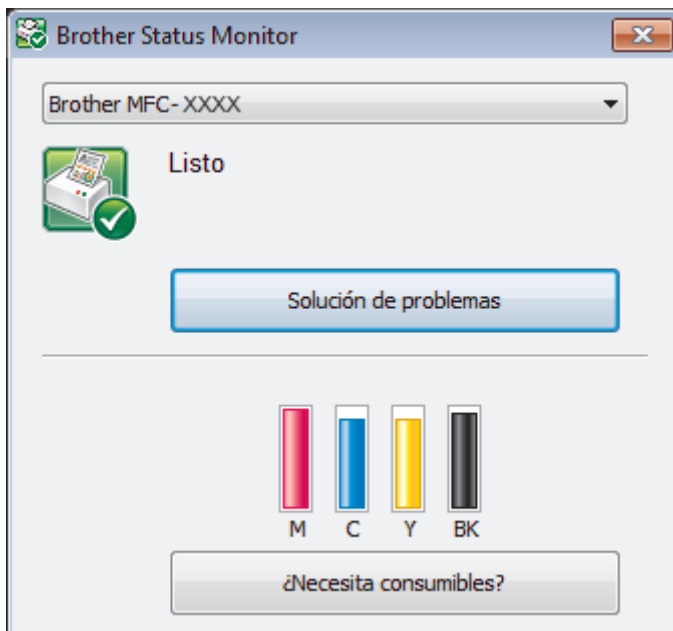 Brother Status Monitor
Brother MFC- XXXX
Listo
Solución de problemas
M C Y BK
¿Necesita consumibles?